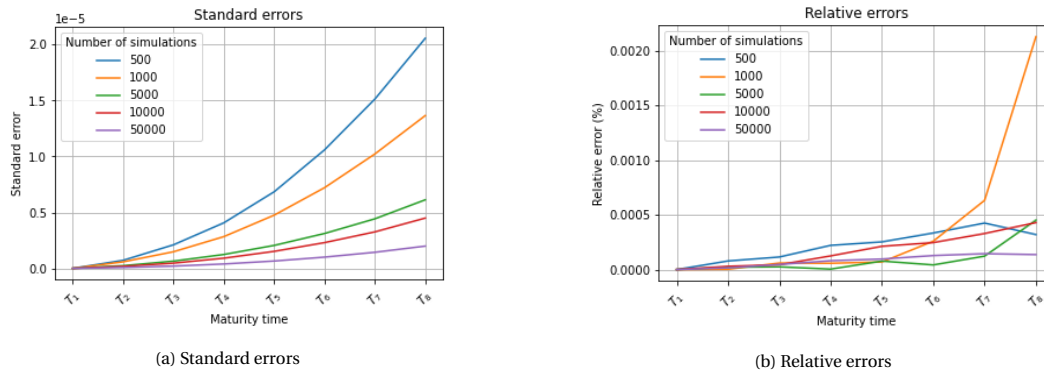 Standard errors
1e−5
Number of simulations
500
1000
5000
10000
50000
2.0
1.5
1.0
0.5
0.0
Standard error
T₁ T₂ T₃ T₄ T₅ T₆ T₇ T₈
Maturity time
(a) Standard errors
Relative errors
Number of simulations
500
1000
5000
10000
50000
0.0020
0.0015
0.0010
0.0005
0.0000
Relative error (%)
T₁ T₂ T₃ T₄ T₅ T₆ T₇ T₈
Maturity time
(b) Relative errors